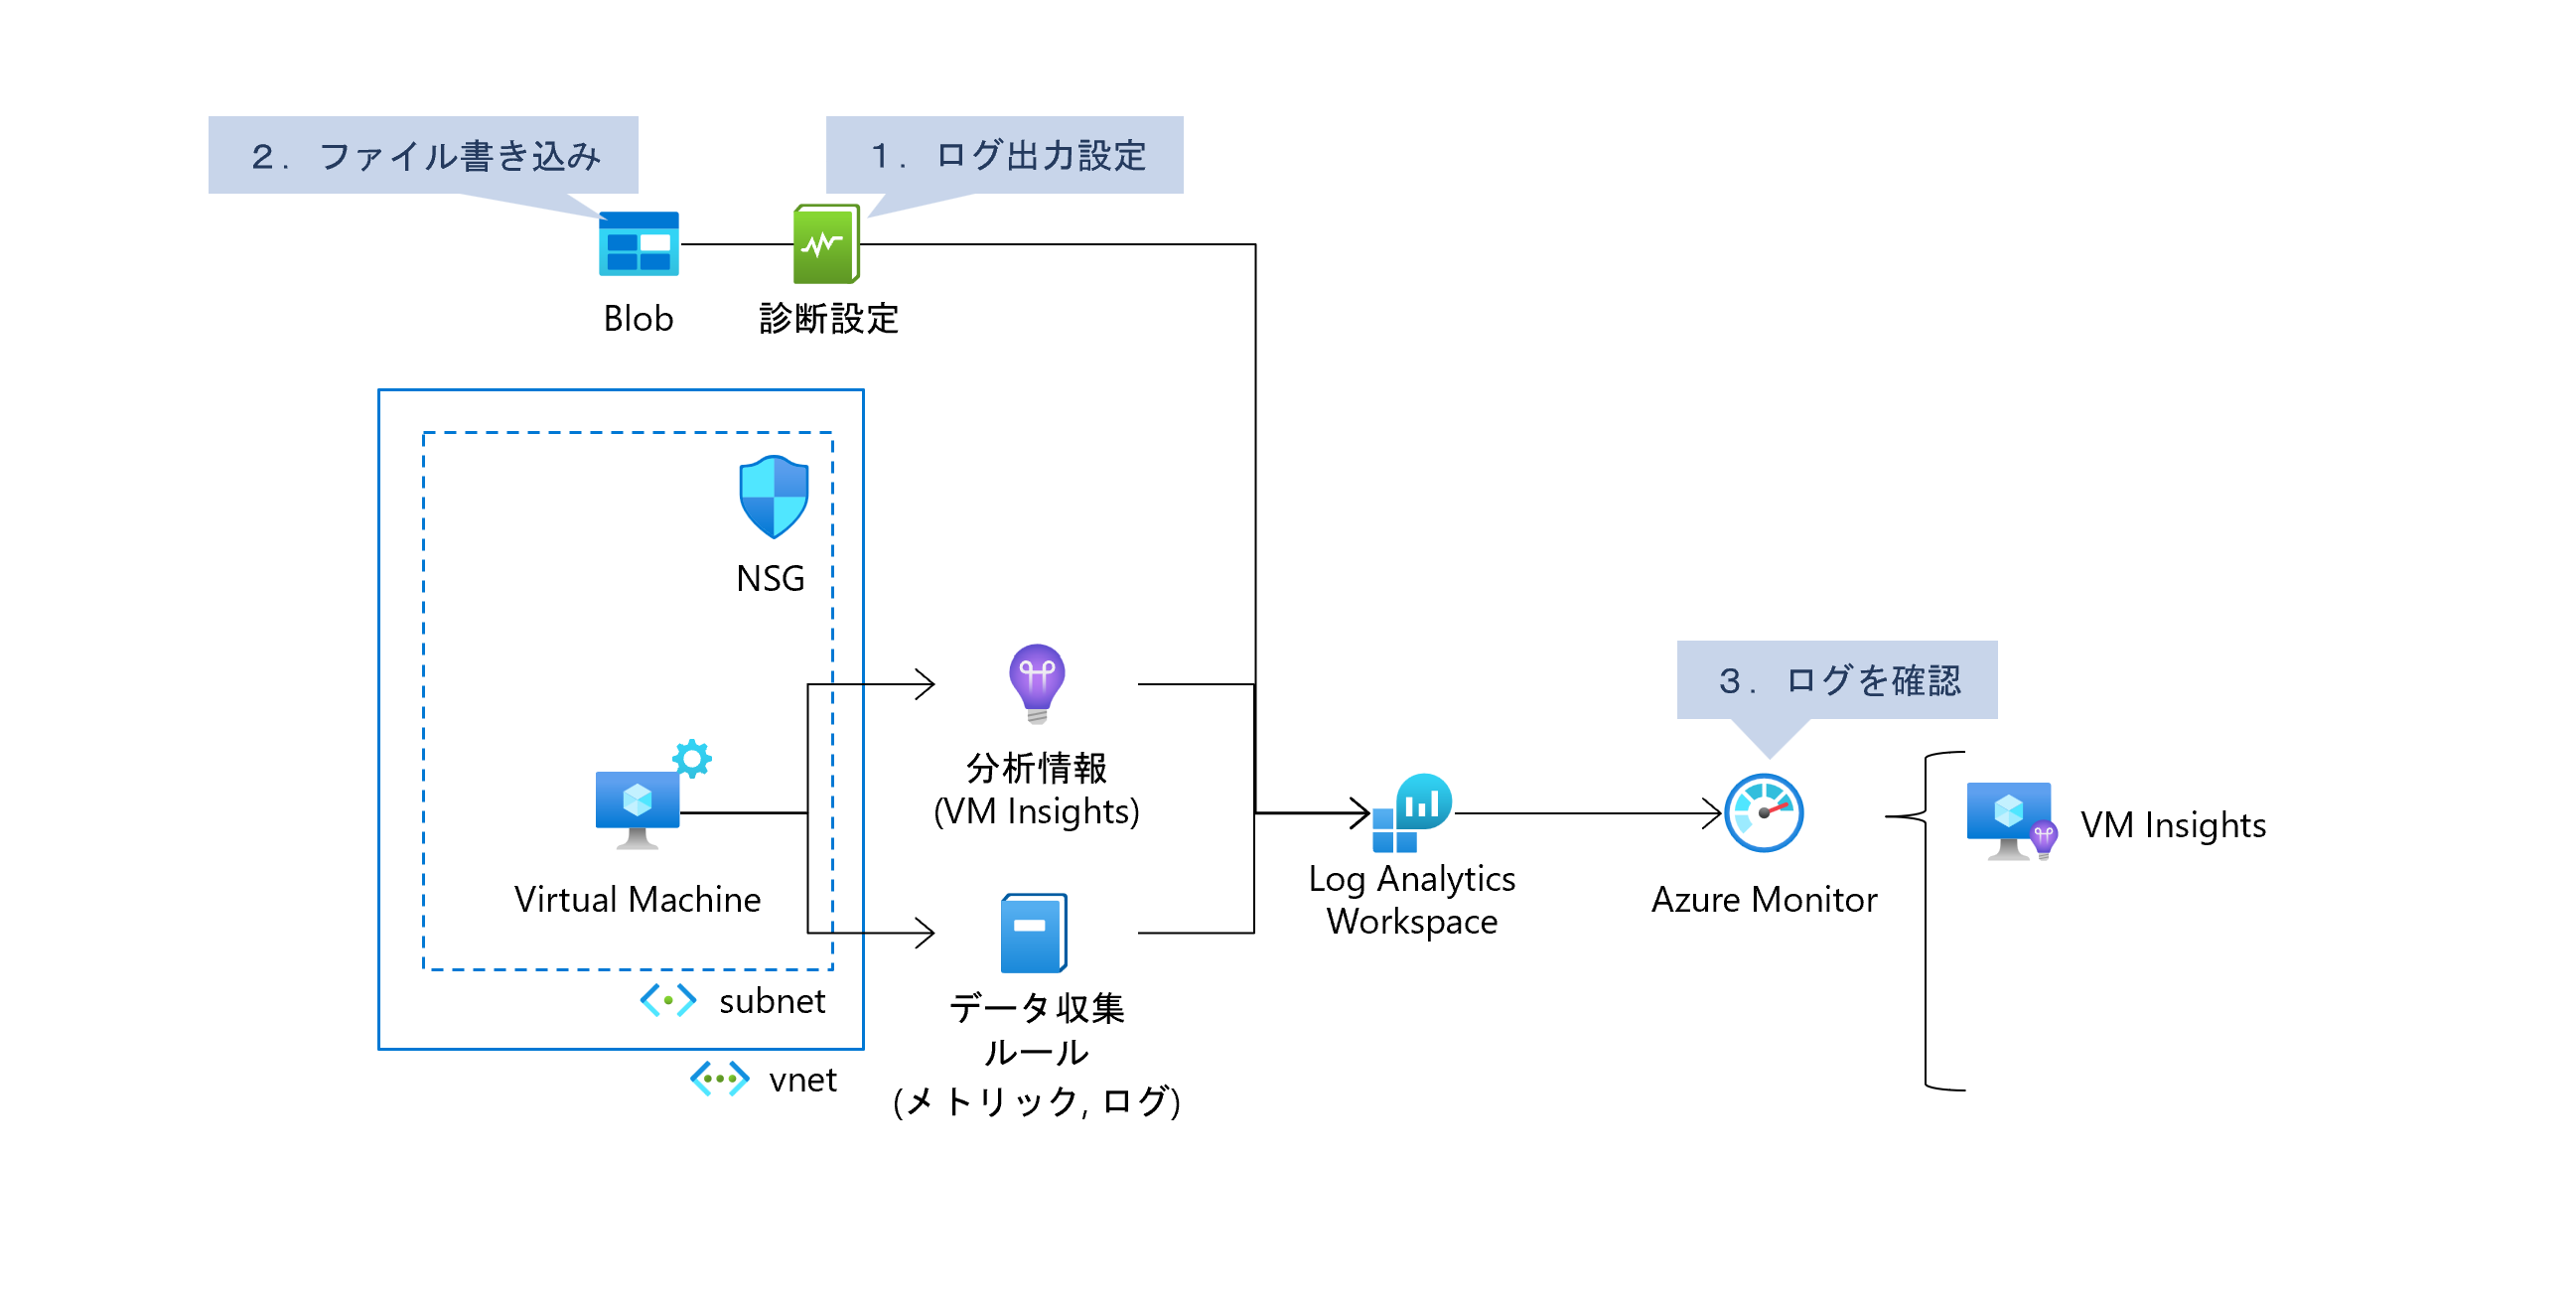 ２．ファイル書き込み
１．ログ出力設定
Blob
診断設定
NSG
分析情報
(VM Insights)
Virtual Machine
subnet
vnet
データ収集
ルール
(メトリック, ログ)
Log Analytics
Workspace
３．ログを確認
Azure Monitor
VM Insights